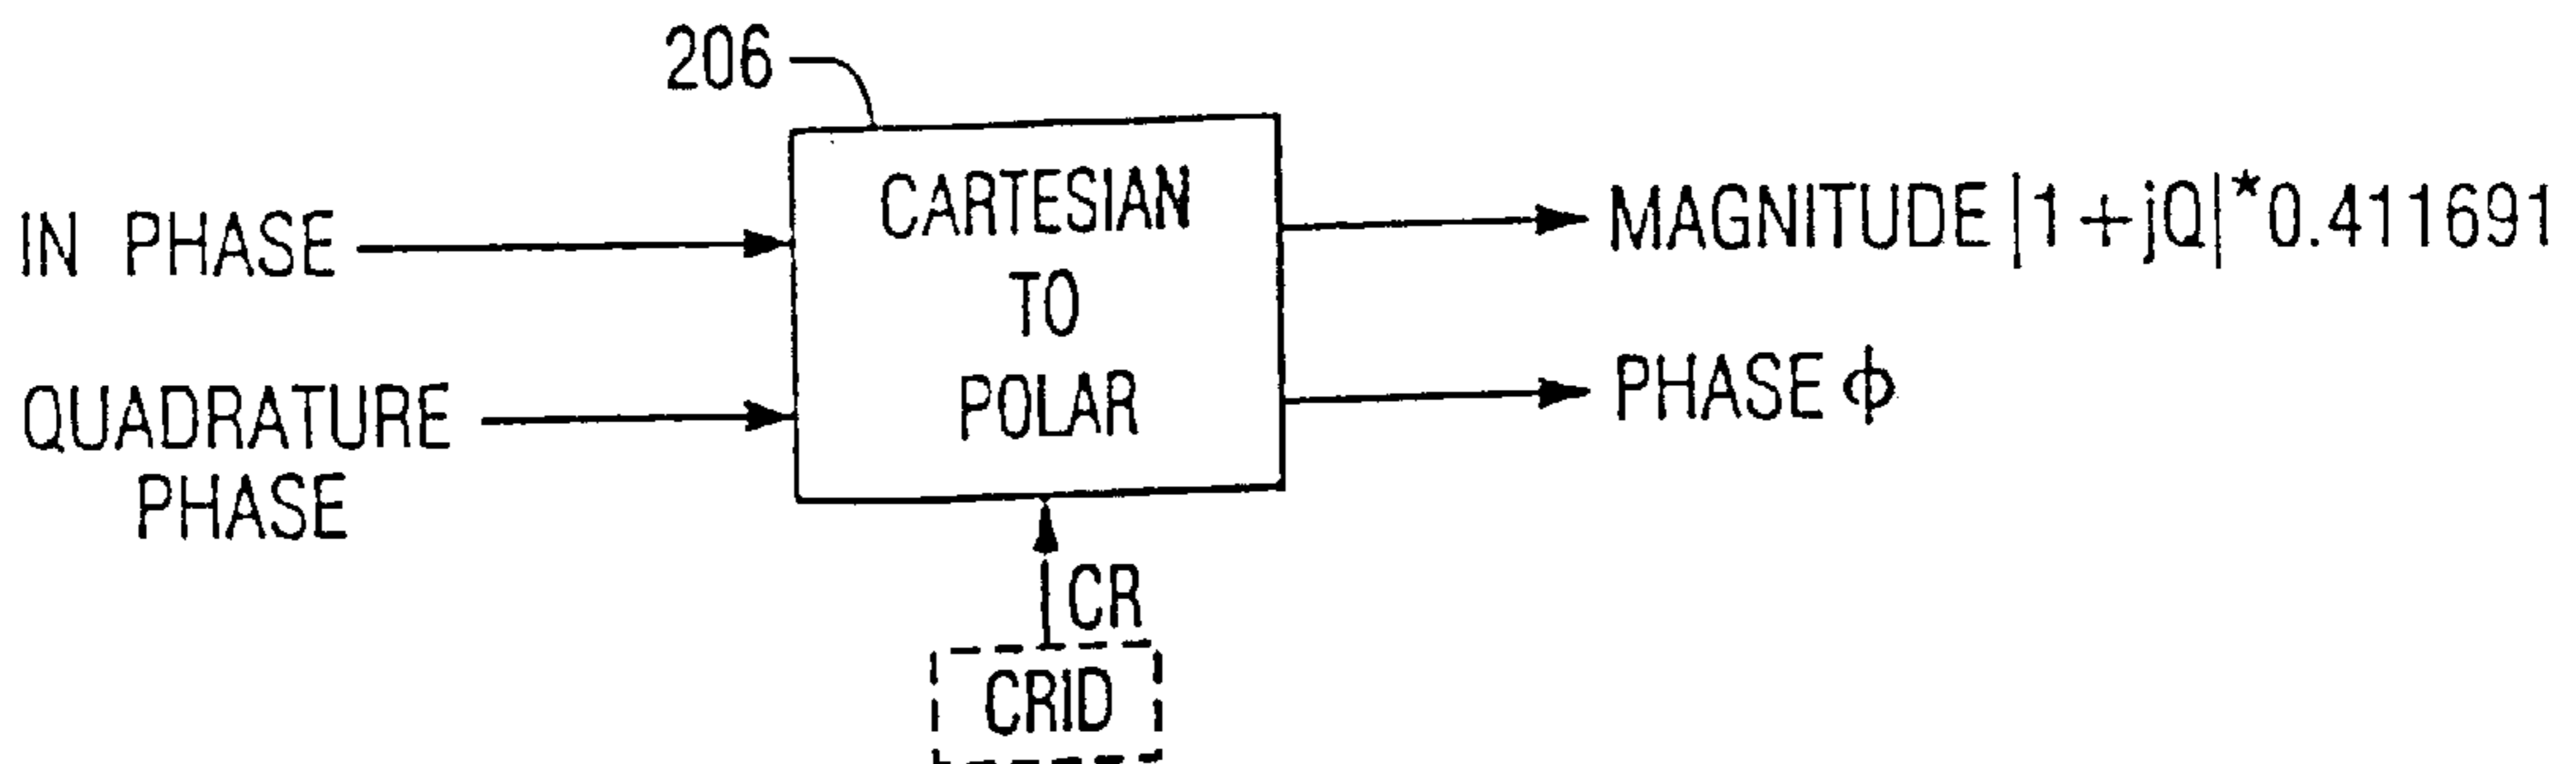 206
IN PHASE
QUADRATURE
PHASE
CARTESIAN
TO
POLAR
MAGNITUDE |1+jQ|*0.411691
PHASE ϕ
CR
CRID